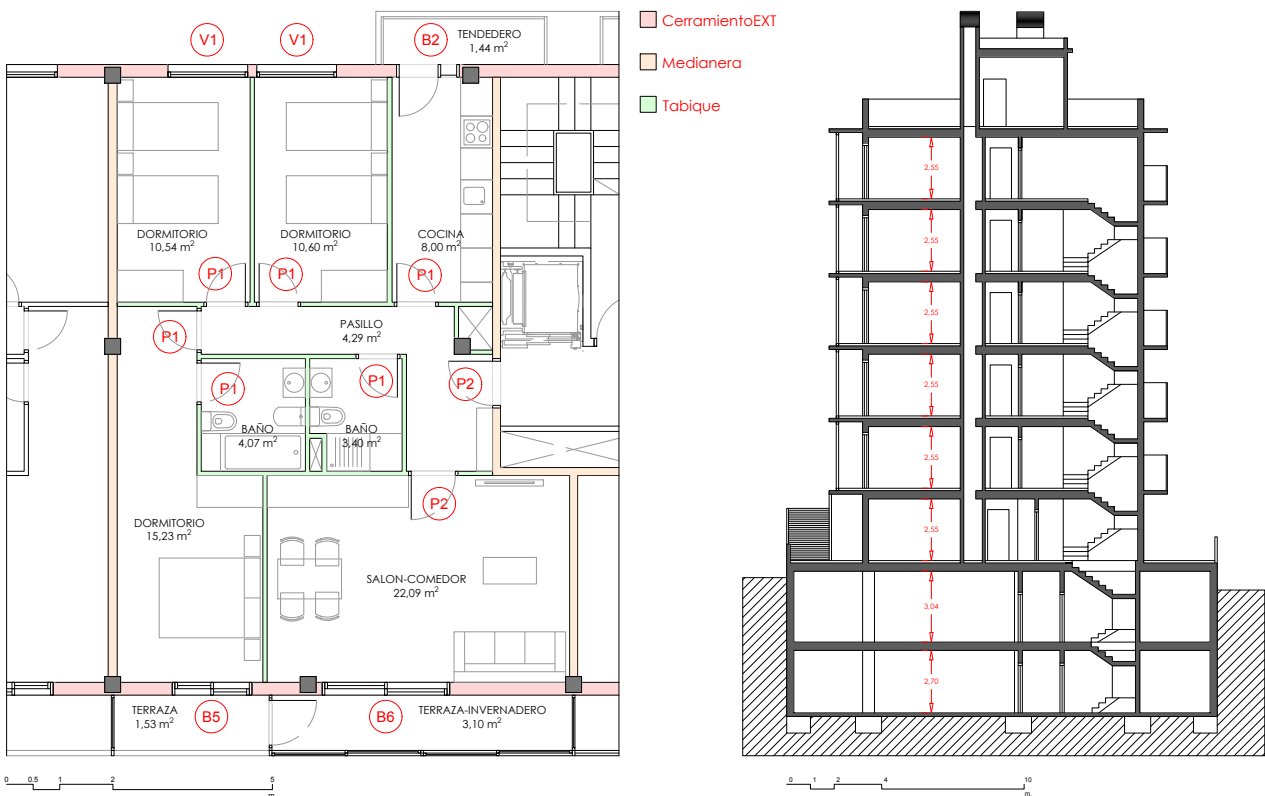 V1
V1
B2
TENDEDERO
1,44 m²
CerramientoEXT
Medianera
Tabique
DORMITORIO
10,54 m²
DORMITORIO
10,60 m²
COCINA
8,00 m²
P1
P1
P1
PASILLO
4,29 m²
P1
P1
P1
P2
BAÑO
4,07 m²
BAÑO
3,40 m²
P2
DORMITORIO
15,23 m²
SALON-COMEDOR
22,09 m²
TERRAZA
1,53 m²
B5
B6
TERRAZA-INVERNADERO
3,10 m²
0 0.5 1 2 5
m.
2,55
2,55
2,55
2,55
2,55
2,55
3,04
2,70
0 1 2 4 10
m.